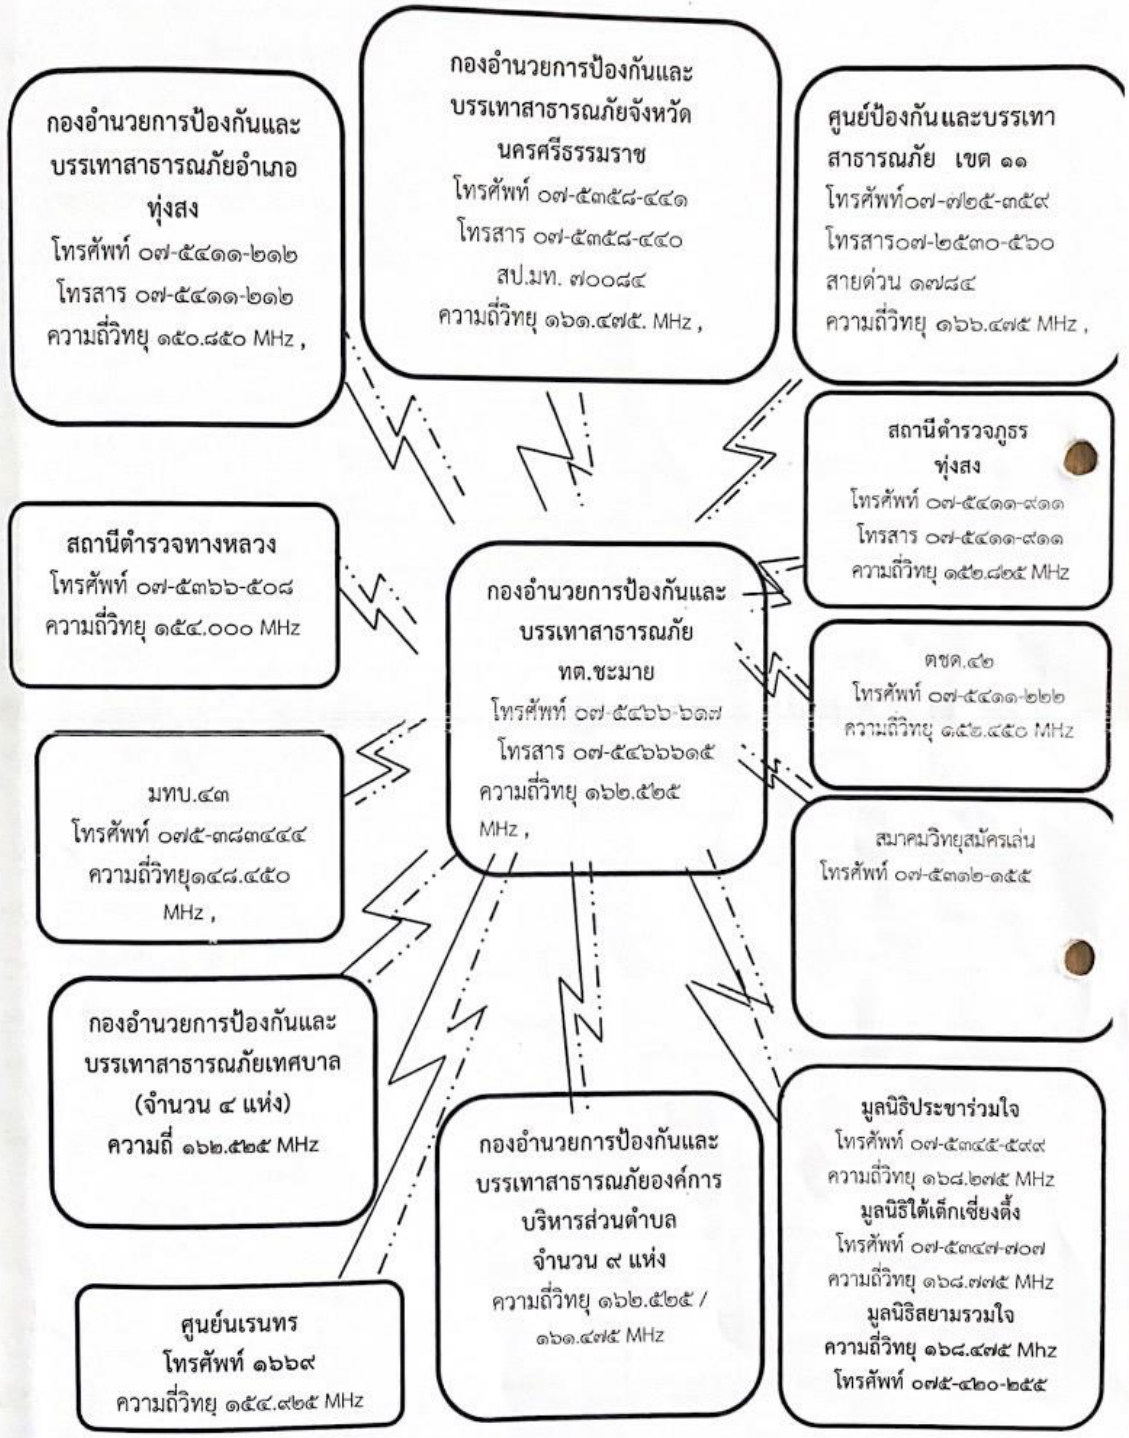 กองอำนวยการป้องกันและ
บรรเทาสาธารณภัยอำเภอ
ทุ่งสง
โทรศัพท์ ๐๗-๕๔๑๑-๒๑๒
โทรสาร ๐๗-๕๔๑๑-๒๑๒
ความถี่วิทยุ ๑๕๐.๘๕๐ MHz ,
กองอำนวยการป้องกันและ
บรรเทาสาธารณภัยจังหวัด
นครศรีธรรมราช
โทรศัพท์ ๐๗-๕๓๕๘-๔๔๑
โทรสาร ๐๗-๕๓๕๘-๔๔๐
สป.มท. ๗๐๐๘๔
ความถี่วิทยุ ๑๖๑.๔๗๕. MHz ,
ศูนย์ป้องกันและบรรเทา
สาธารณภัย เขต ๑๑
โทรศัพท์๐๗-๗๒๕-๓๕๙
โทรสาร๐๗-๒๕๓๐-๕๖๐
สายด่วน ๑๗๘๔
ความถี่วิทยุ ๑๖๖.๔๗๕ MHz ,
สถานีตำรวจภูธร
ทุ่งสง
โทรศัพท์ ๐๗-๕๔๑๑-๙๑๑
โทรสาร ๐๗-๕๔๑๑-๙๑๑
ความถี่วิทยุ ๑๕๒.๘๒๕ MHz
สถานีตำรวจทางหลวง
โทรศัพท์ ๐๗-๕๓๖๖-๕๐๘
ความถี่วิทยุ ๑๕๔.๐๐๐ MHz
กองอำนวยการป้องกันและ
บรรเทาสาธารณภัย
ทต.ชะมาย
โทรศัพท์ ๐๗-๕๔๖๖-๖๑๗
โทรสาร ๐๗-๕๔๖๖๖๑๕
ความถี่วิทยุ ๑๖๒.๕๒๕
MHz ,
ตชด.๔๒
โทรศัพท์ ๐๗-๕๔๑๑-๒๒๒
ความถี่วิทยุ ๑๕๒.๔๕๐ MHz
มทบ.๔๓
โทรศัพท์ ๐๗๕-๓๘๓๔๔๔
ความถี่วิทยุ๑๔๘.๔๕๐
MHz ,
สมาคมวิทยุสมัครเล่น
โทรศัพท์ ๐๗-๕๓๑๒-๑๕๕
กองอำนวยการป้องกันและ
บรรเทาสาธารณภัยเทศบาล
(จำนวน ๔ แห่ง)
ความถี่ ๑๖๒.๕๒๕ MHz
กองอำนวยการป้องกันและ
บรรเทาสาธารณภัยองค์การ
บริหารส่วนตำบล
จำนวน ๙ แห่ง
ความถี่วิทยุ ๑๖๒.๕๒๕ /
๑๖๑.๔๗๕ MHz
มูลนิธิประชาร่วมใจ
โทรศัพท์ ๐๗-๕๓๔๕-๕๙๙
ความถี่วิทยุ ๑๖๘.๒๗๕ MHz
มูลนิธิใต้เต็กเซี่ยงตึ้ง
โทรศัพท์ ๐๗-๕๓๔๗-๗๐๗
ความถี่วิทยุ ๑๖๘.๗๗๕ MHz
มูลนิธิสยามรวมใจ
ความถี่วิทยุ ๑๖๘.๔๗๕ Mhz
โทรศัพท์ ๐๗๕-๔๒๐-๒๕๕
ศูนย์นเรนทร
โทรศัพท์ ๑๖๖๙
ความถี่วิทยุ ๑๕๔.๙๒๕ MHz